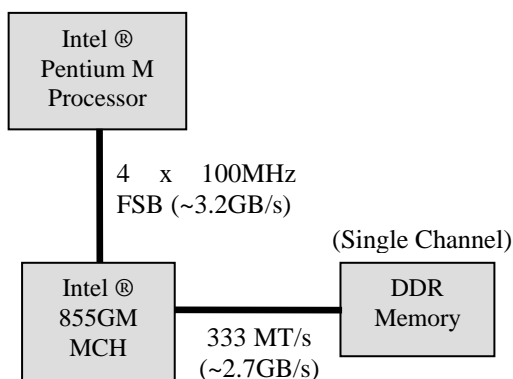 Intel ®
Pentium M
Processor
4 x 100MHz
FSB (~3.2GB/s)
(Single Channel)
Intel ®
855GM
MCH
333 MT/s
(~2.7GB/s)
DDR
Memory